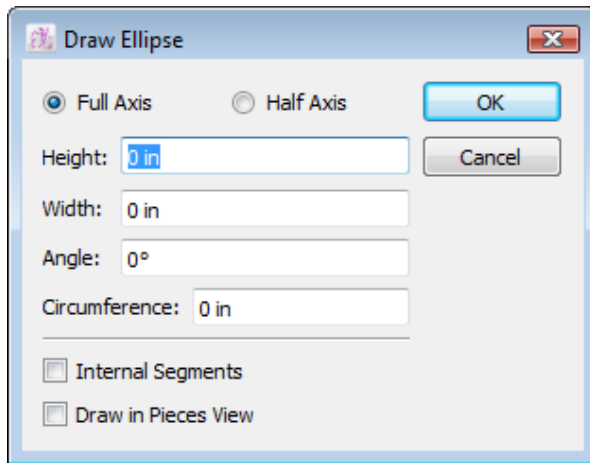 Draw Ellipse
Full Axis Half Axis OK
Height: 0 in Cancel
Width: 0 in
Angle: 0°
Circumference: 0 in
Internal Segments
Draw in Pieces View